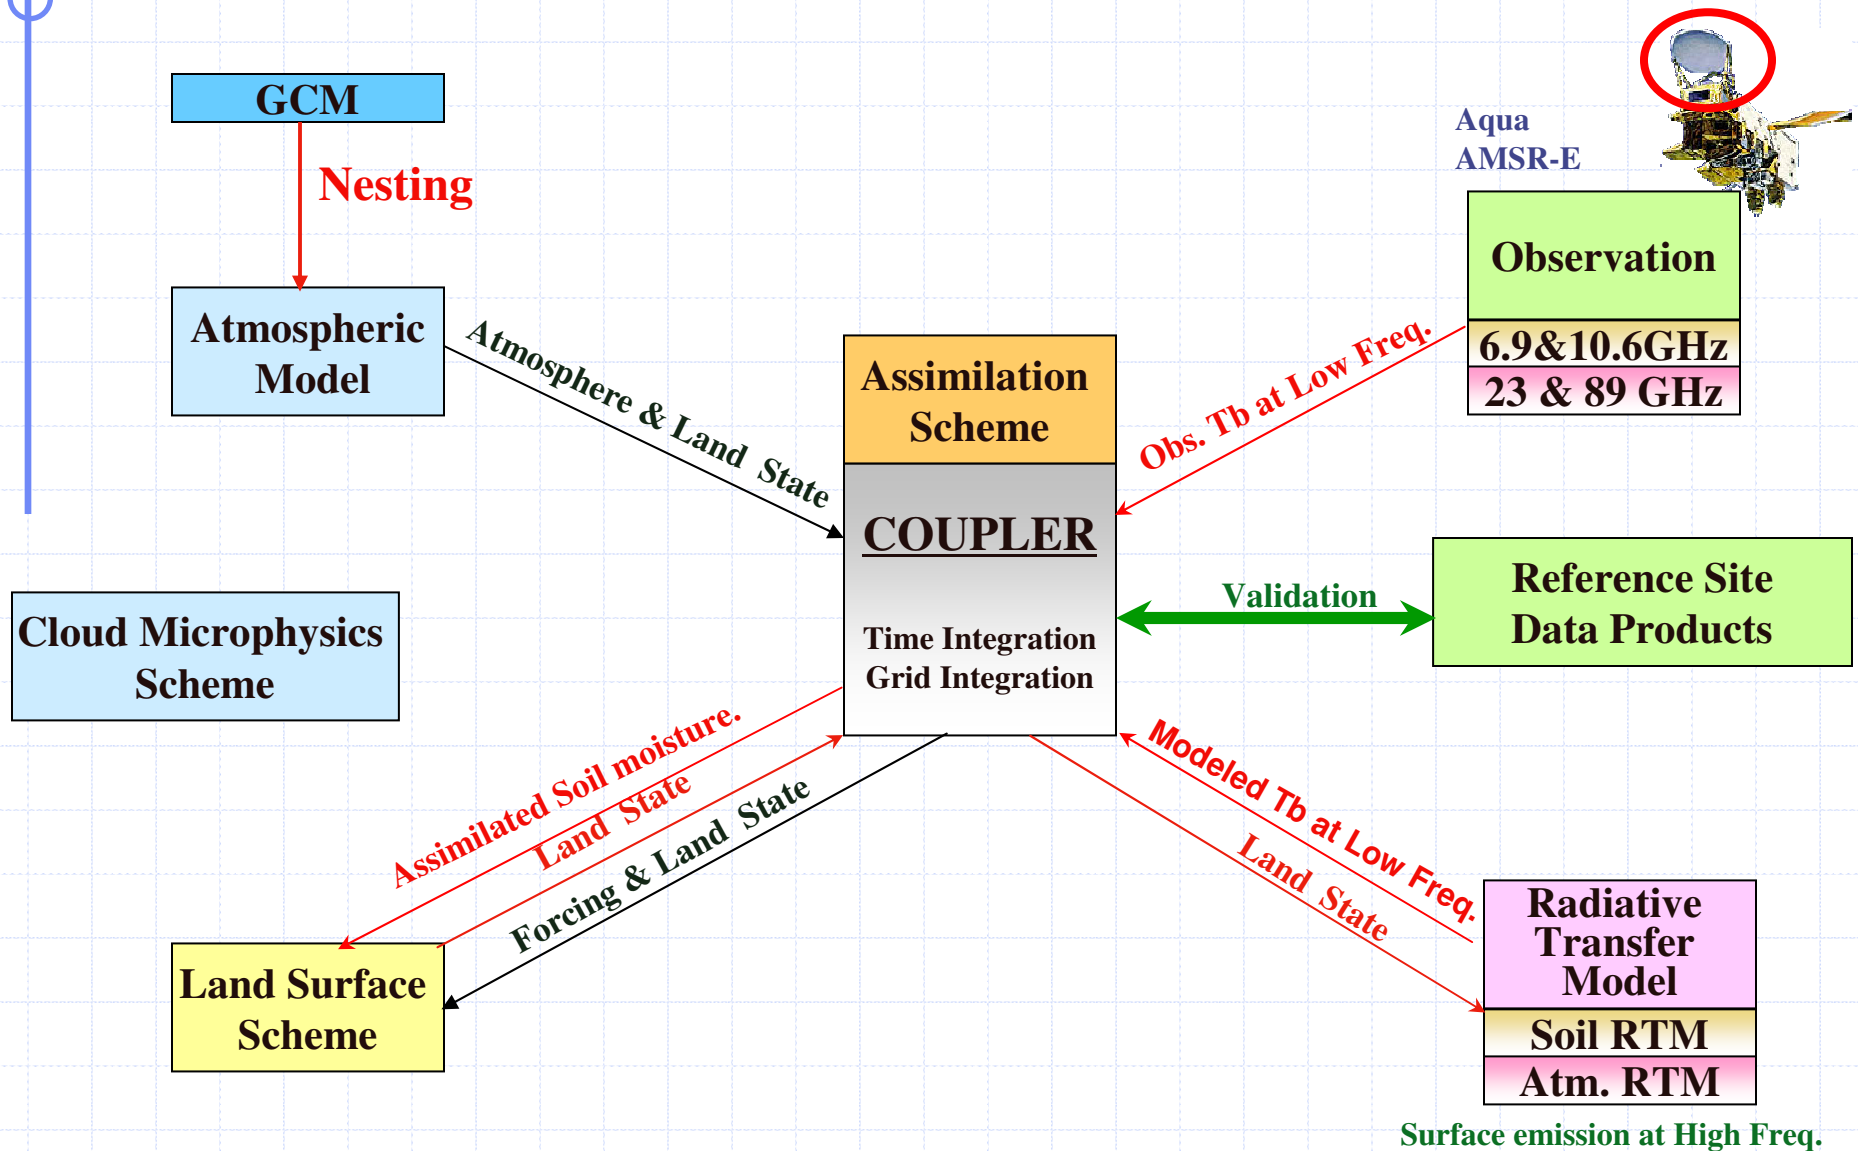 GCM
Nesting
Aqua
AMSR-E
Observation
6.9&10.6GHz
23 & 89 GHz
Atmospheric
Model
Atmosphere & Land State
Assimilation
Scheme
Obs. Tb at Low Freq.
COUPLER
Time Integration
Grid Integration
Validation
Reference Site
Data Products
Cloud Microphysics
Scheme
Assimilated Soil moisture.
Land State
Forcing & Land State
Modeled Tb at Low Freq.
Land State
Land Surface
Scheme
Radiative
Transfer
Model
Soil RTM
Atm. RTM
Surface emission at High Freq.